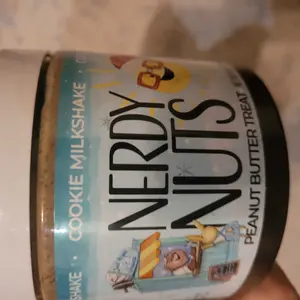 SHAKE • COOKIE MILKSHAKE •
NERDY
NUTS
PEANUT BUTTER TREAT